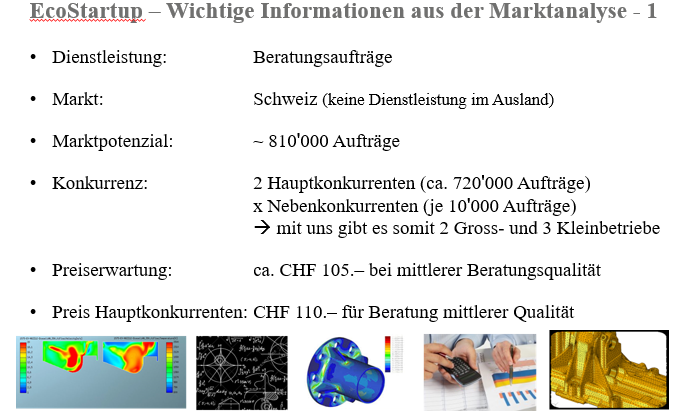 EcoStartup – Wichtige Informationen aus der Marktanalyse - 1
• Dienstleistung: Beratungsaufträge
• Markt: Schweiz (keine Dienstleistung im Ausland)
• Marktpotenzial: ~ 810'000 Aufträge
• Konkurrenz: 2 Hauptkonkurrenten (ca. 720'000 Aufträge)
x Nebenkonkurrenten (je 10'000 Aufträge)
→ mit uns gibt es somit 2 Gross- und 3 Kleinbetriebe
• Preiserwartung: ca. CHF 105.– bei mittlerer Beratungsqualität
• Preis Hauptkonkurrenten: CHF 110.– für Beratung mittlerer Qualität